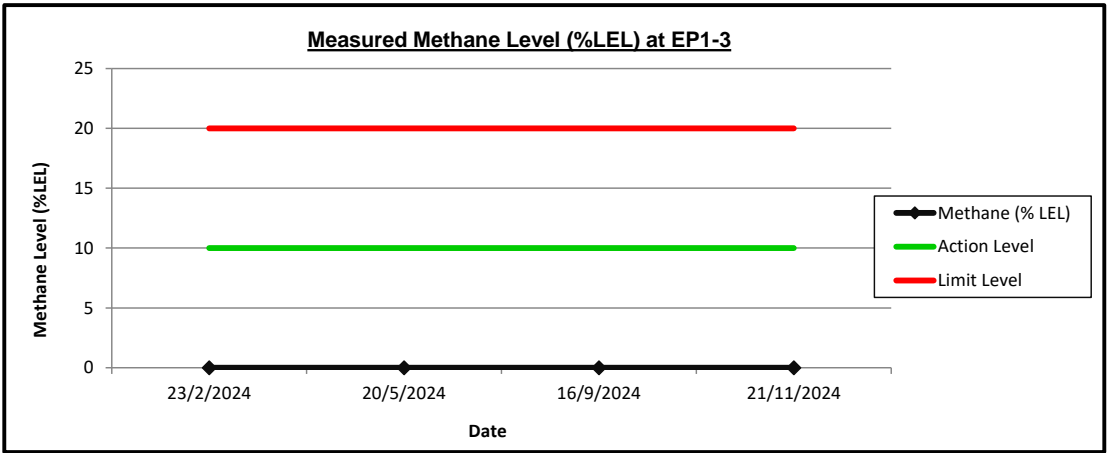 Measured Methane Level (%LEL) at EP1-3
25
20
15
10
5
0
Methane Level (%LEL)
23/2/2024
20/5/2024
16/9/2024
21/11/2024
Date
Methane (% LEL)
Action Level
Limit Level